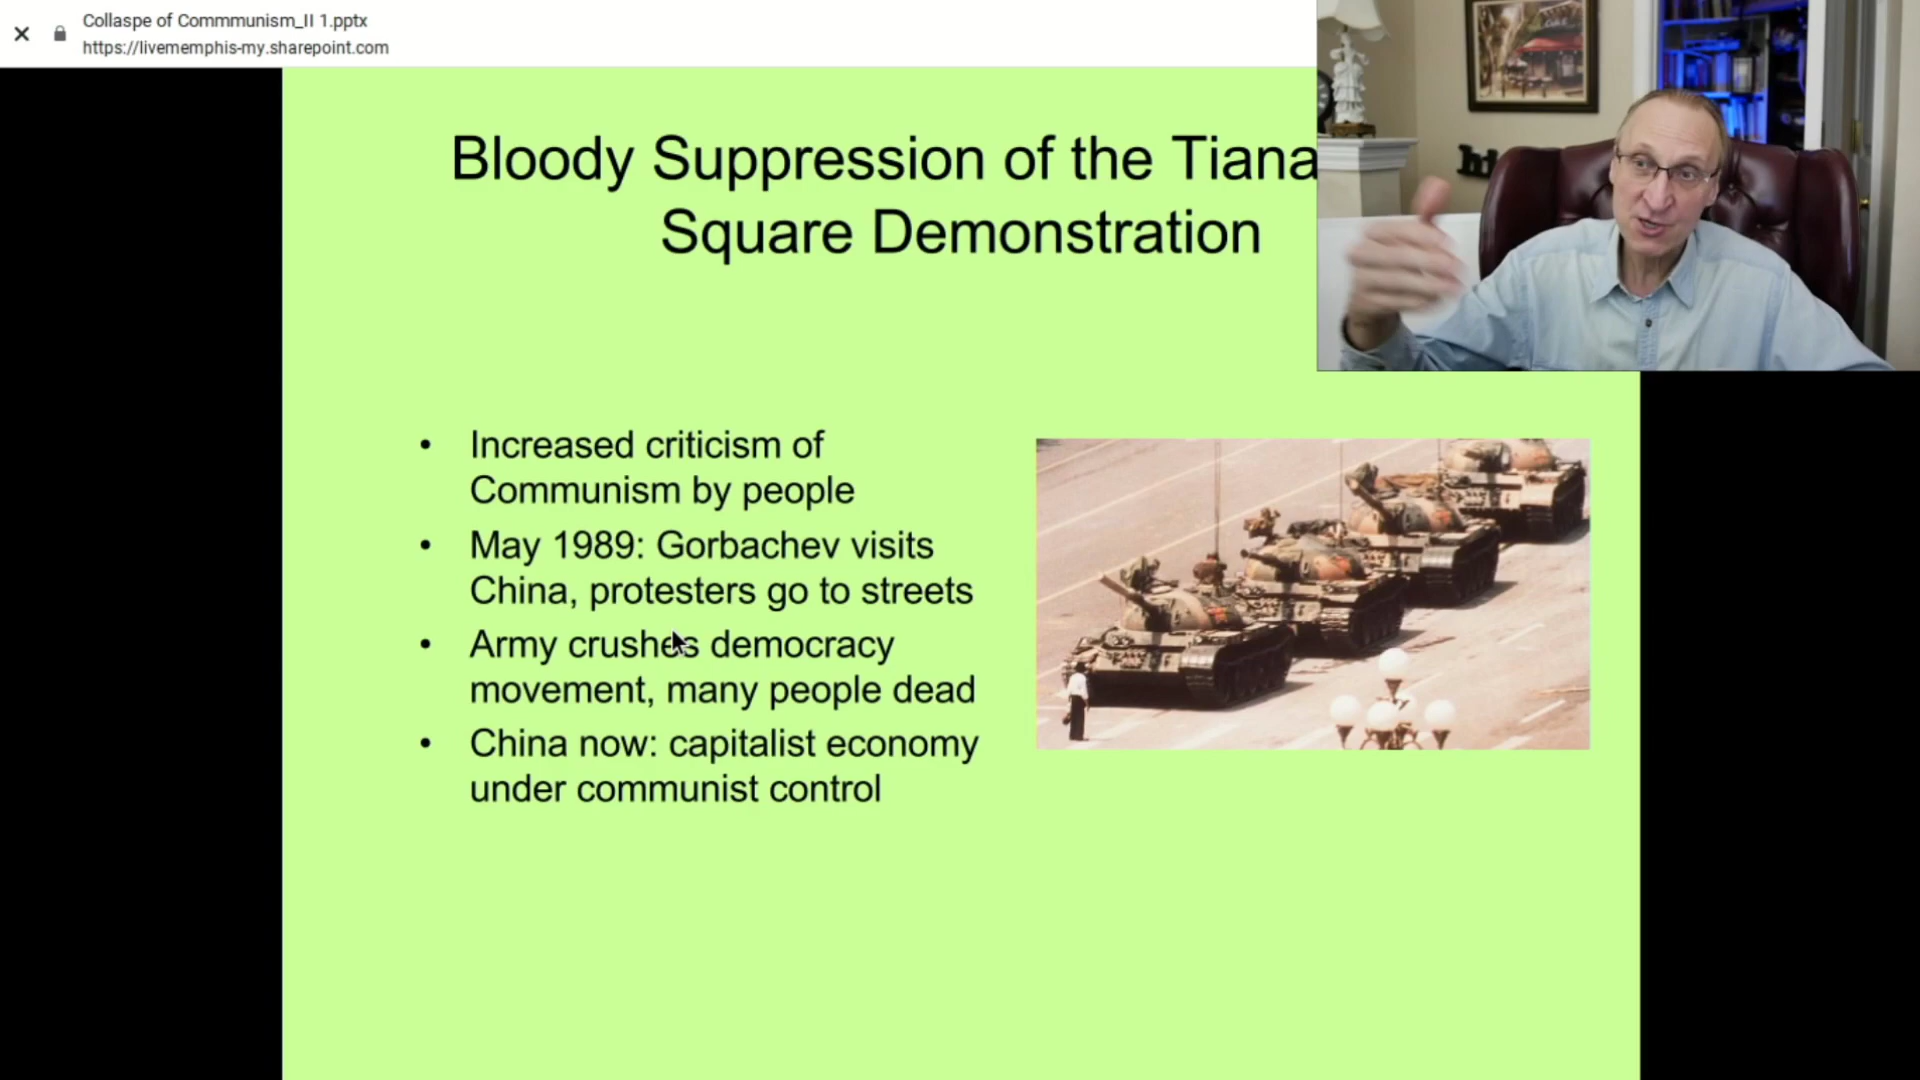 Collaspe of Commmunism_II 1.pptx
https://livememphis-my.sharepoint.com
Bloody Suppression of the Tiana
Square Demonstration
• Increased criticism of
Communism by people
• May 1989: Gorbachev visits
China, protesters go to streets
• Army crushes democracy
movement, many people dead
• China now: capitalist economy
under communist control